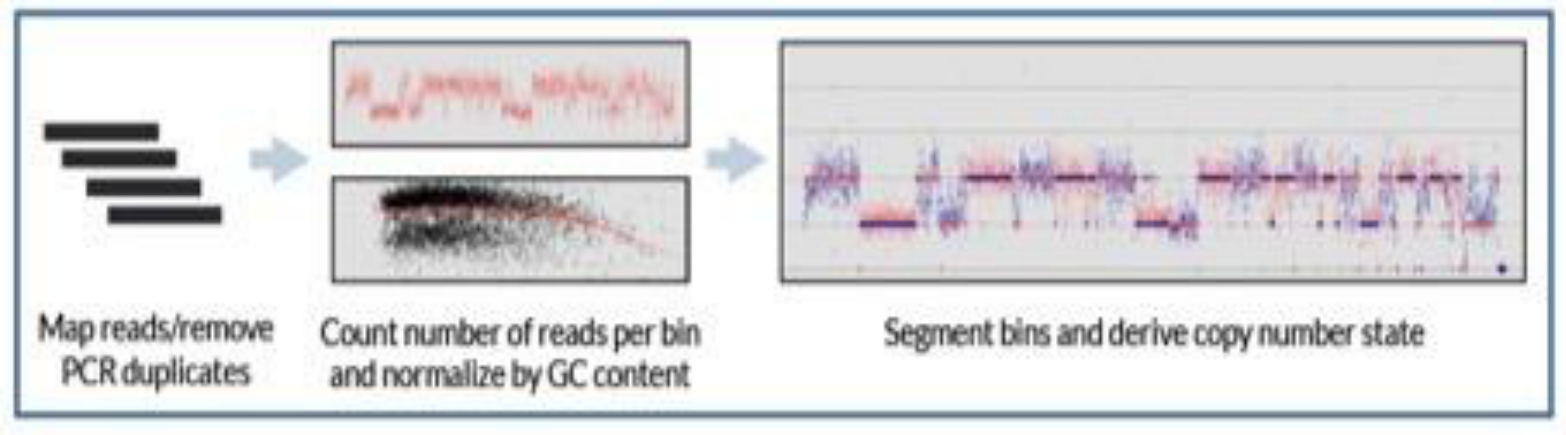 Map reads/remove
PCR duplicates
Count number of reads per bin
and normalize by GC content
Segment bins and derive copy number state